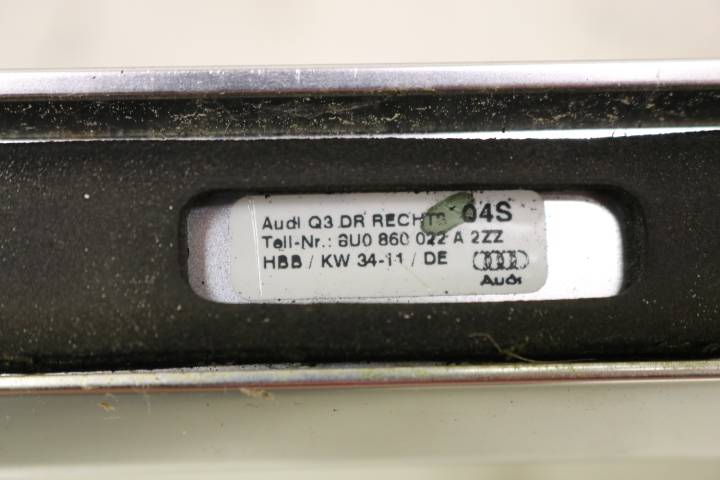 Audi Q3 DR RECHTS 04S
Teil-Nr.: 8U0 860 022 A 2ZZ
HBB / KW 34-11 / DE
Audi